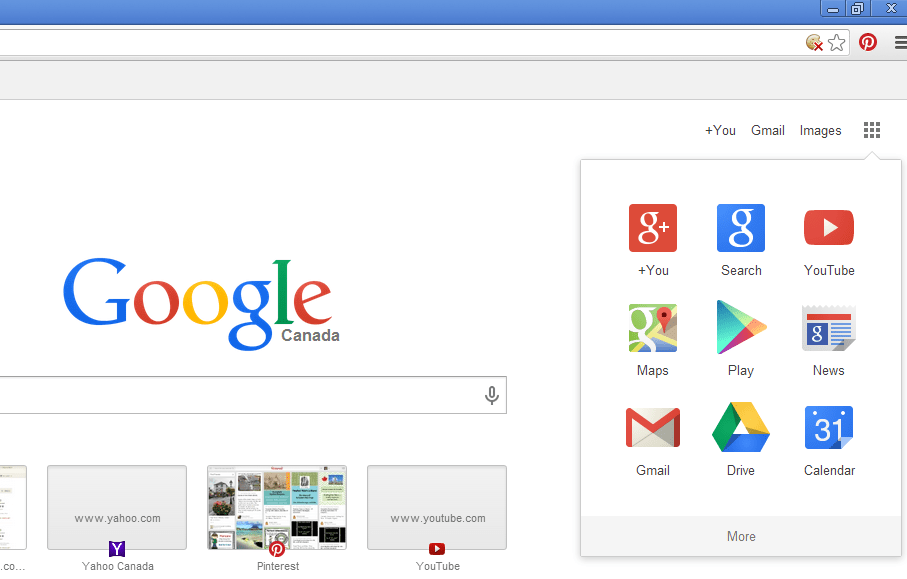 +You Gmail Images
Google
Canada
+You Search YouTube
Maps Play News
31
Gmail Drive Calendar
More
www.yahoo.com
www.youtube.com
.co... Yahoo Canada Pinterest YouTube